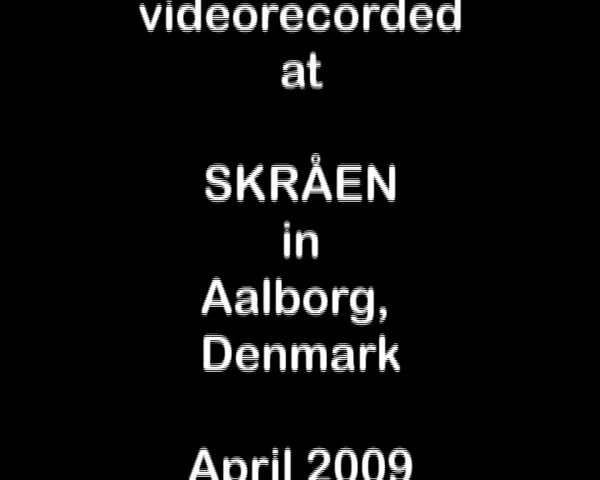 videorecorded
at
SKRÅEN
in
Aalborg,
Denmark
April 2009